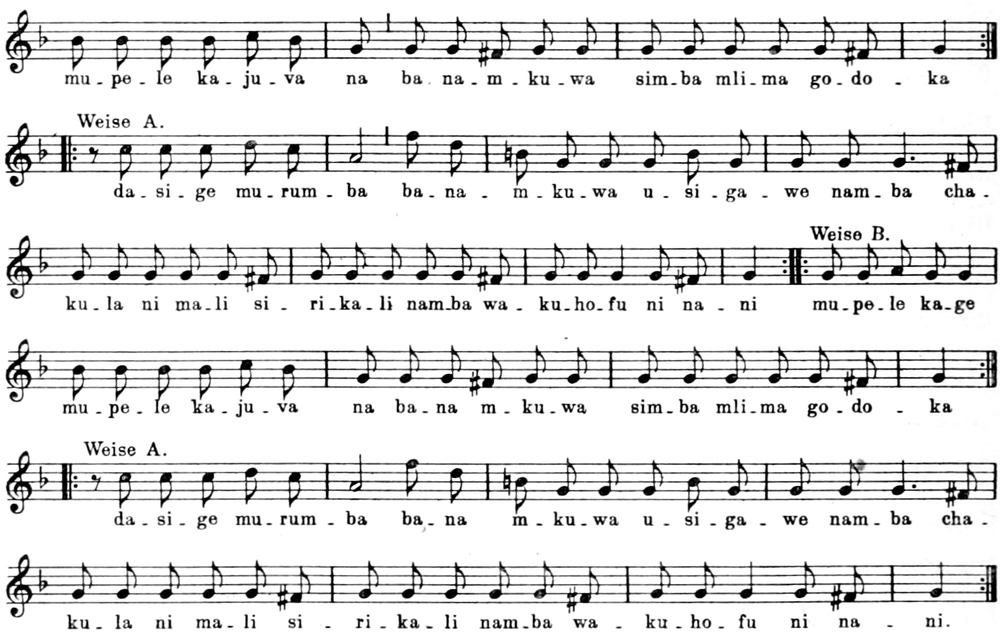 mu - pe - le ka - ju - va na ba - na - m - ku - wa sim - ba mli - ma go - do - ka
Weise A.
da - si - ge mu - rum - ba ba - na - m - ku - wa u - si - ga - we nam - ba cha -
Weise B.
ku - la ni ma - li si - ri - ka - li nam - ba wa - ku - ho - fu ni na - ni mu - pe - le ka - ge
mu - pe - le ka - ju - va na ba - na m - ku - wa sim - ba mli - ma go - do - ka
Weise A.
da - si - ge mu - rum - ba ba - na m - ku - wa u - si - ga - we nam - ba cha -
ku - la ni ma - li si - ri - ka - li nam - ba wa - ku - ho - fu ni na - ni.